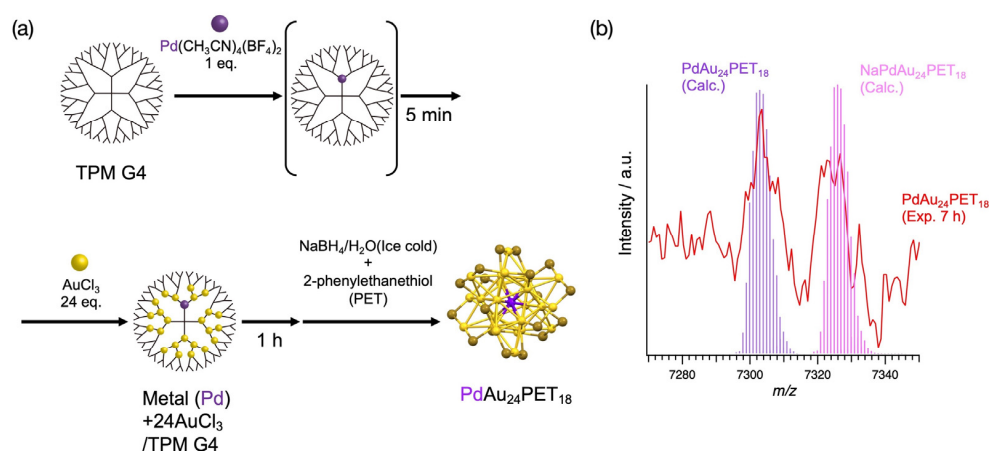 (a)
Pd(CH₃CN)₄(BF₄)₂
1 eq.
TPM G4
5 min
AuCl₃
24 eq.
Metal (Pd)
+24AuCl₃
/TPM G4
1 h
NaBH₄/H₂O(Ice cold)
+
2-phenylethanethiol
(PET)
PdAu₂₄PET₁₈
(b)
PdAu₂₄PET₁₈
(Calc.)
NaPdAu₂₄PET₁₈
(Calc.)
PdAu₂₄PET₁₈
(Exp. 7 h)
Intensity / a.u.
7280 7300 7320 7340
m/z